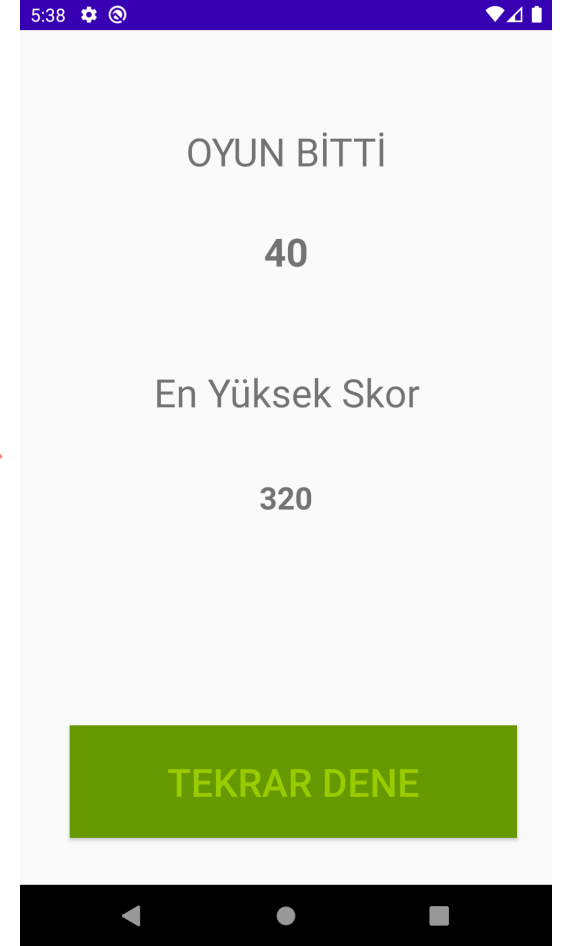 5:38
OYUN BİTTİ
40
En Yüksek Skor
320
TEKRAR DENE